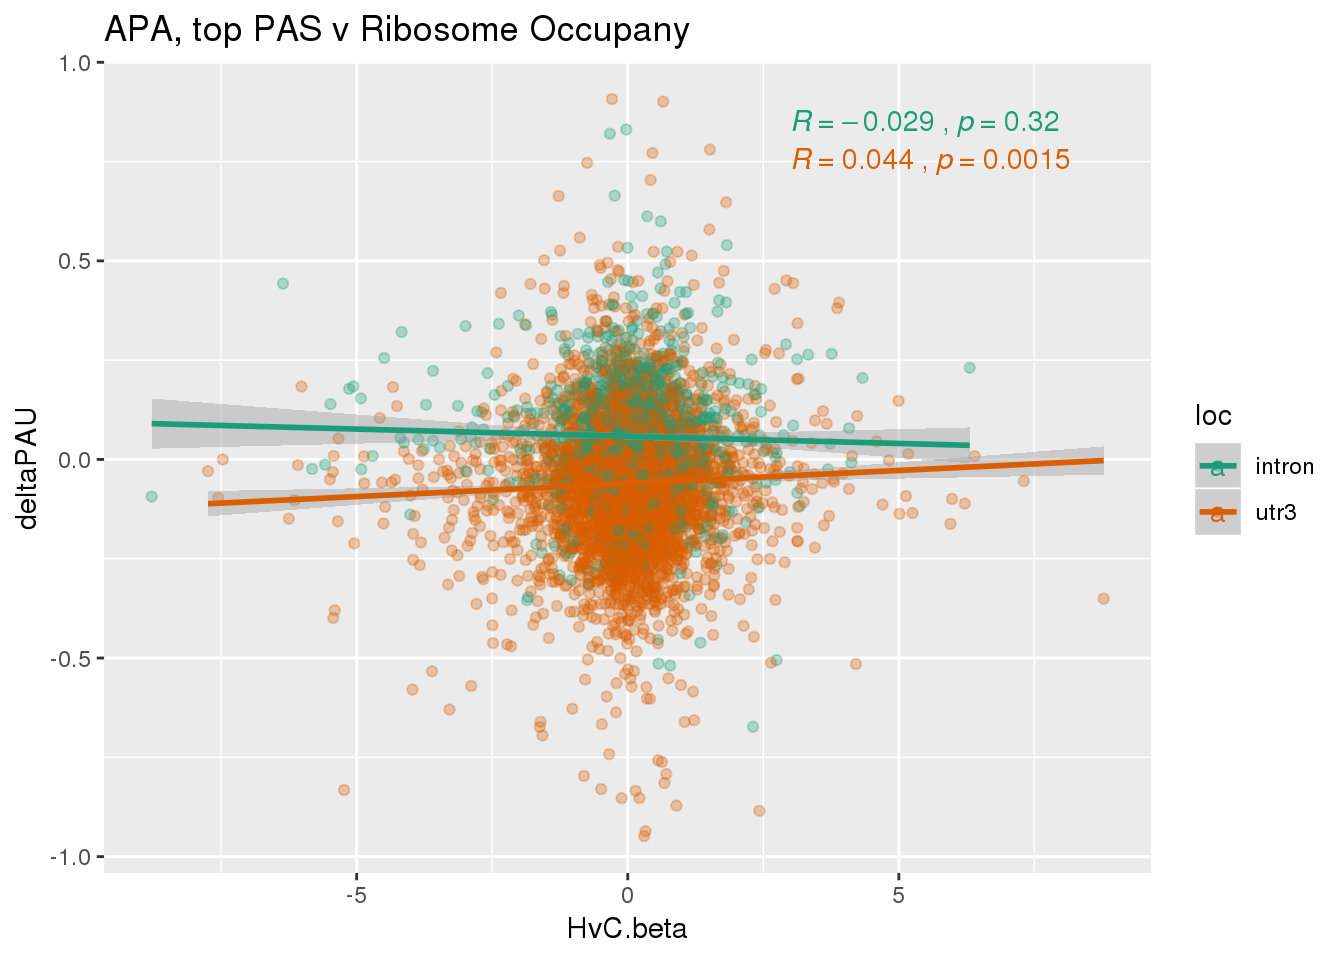 APA, top PAS v Ribosome Occupany
R = −0.029 , p = 0.32
R = 0.044 , p = 0.0015
1.0
0.5
0.0
-0.5
-1.0
deltaPAU
-5
0
5
HvC.beta
loc
a intron
a utr3